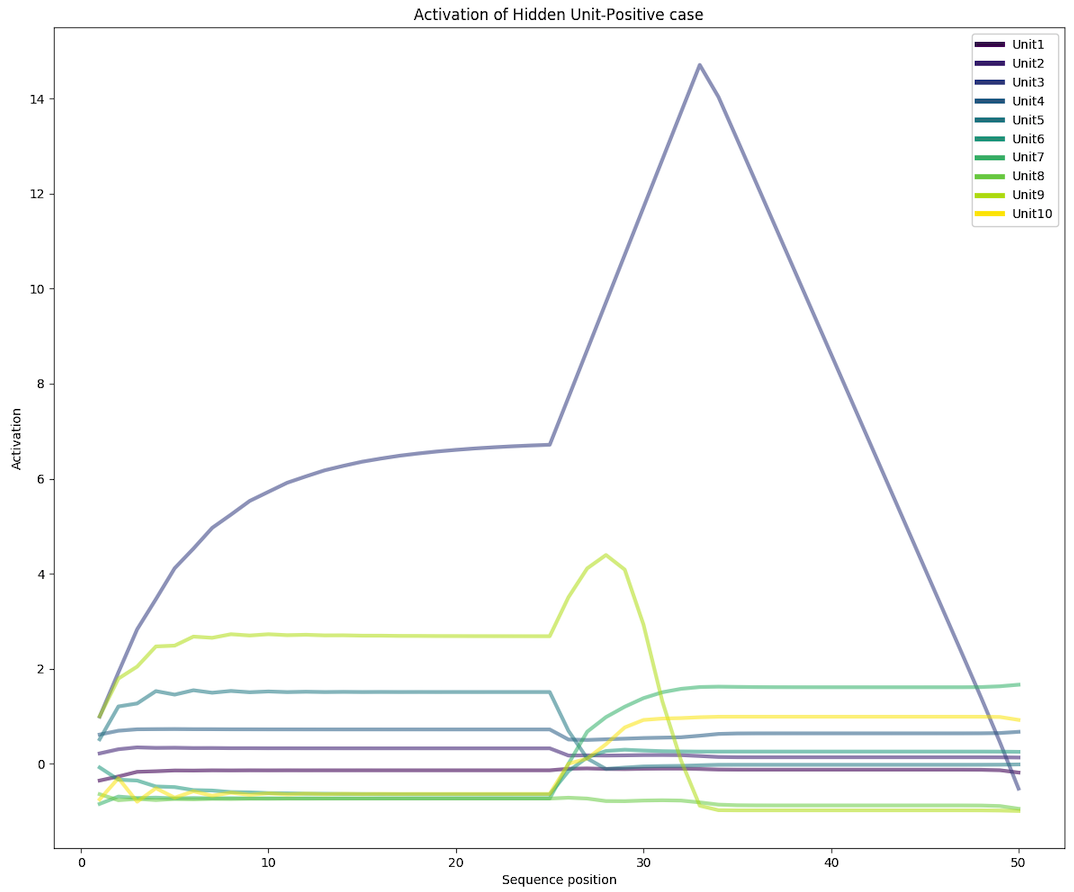 Activation of Hidden Unit-Positive case
Unit1
Unit2
Unit3
Unit4
Unit5
Unit6
Unit7
Unit8
Unit9
Unit10
14
12
10
8
6
4
2
0
Activation
0 10 20 30 40 50
Sequence position